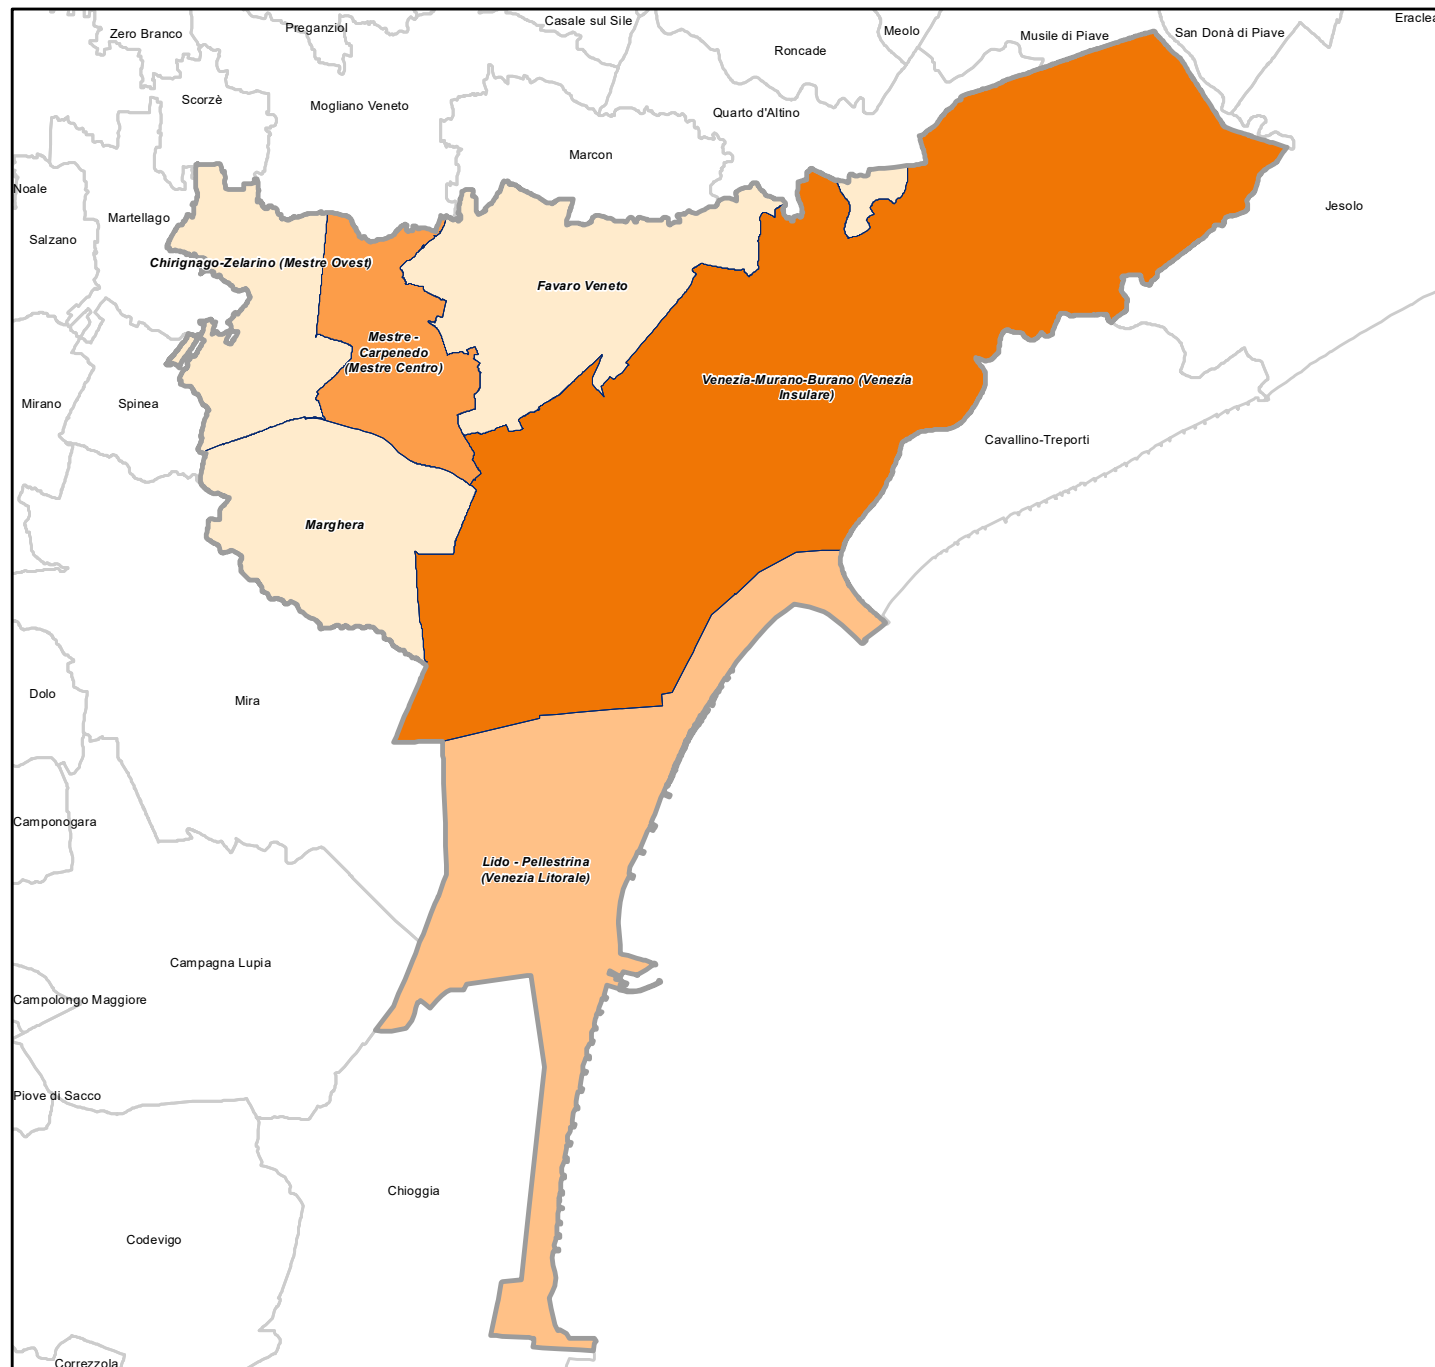 Casale sul Sile
Eraclea
Zero Branco
Preganziol
Meolo
Musile di Piave
San Donà di Piave
Roncade
Scorzè
Mogliano Veneto
Quarto d'Altino
Marcon
Noale
Martellago
Jesolo
Salzano
Chirignago-Zelarino (Mestre Ovest)
Favaro Veneto
Mestre -
Carpenedo
(Mestre Centro)
Venezia-Murano-Burano (Venezia
Insulare)
Mirano
Spinea
Cavallino-Treporti
Marghera
Dolo
Mira
Camponogara
Lido - Pellestrina
(Venezia Litorale)
Campagna Lupia
Campolongo Maggiore
Piove di Sacco
Chioggia
Codevigo
Correzzola